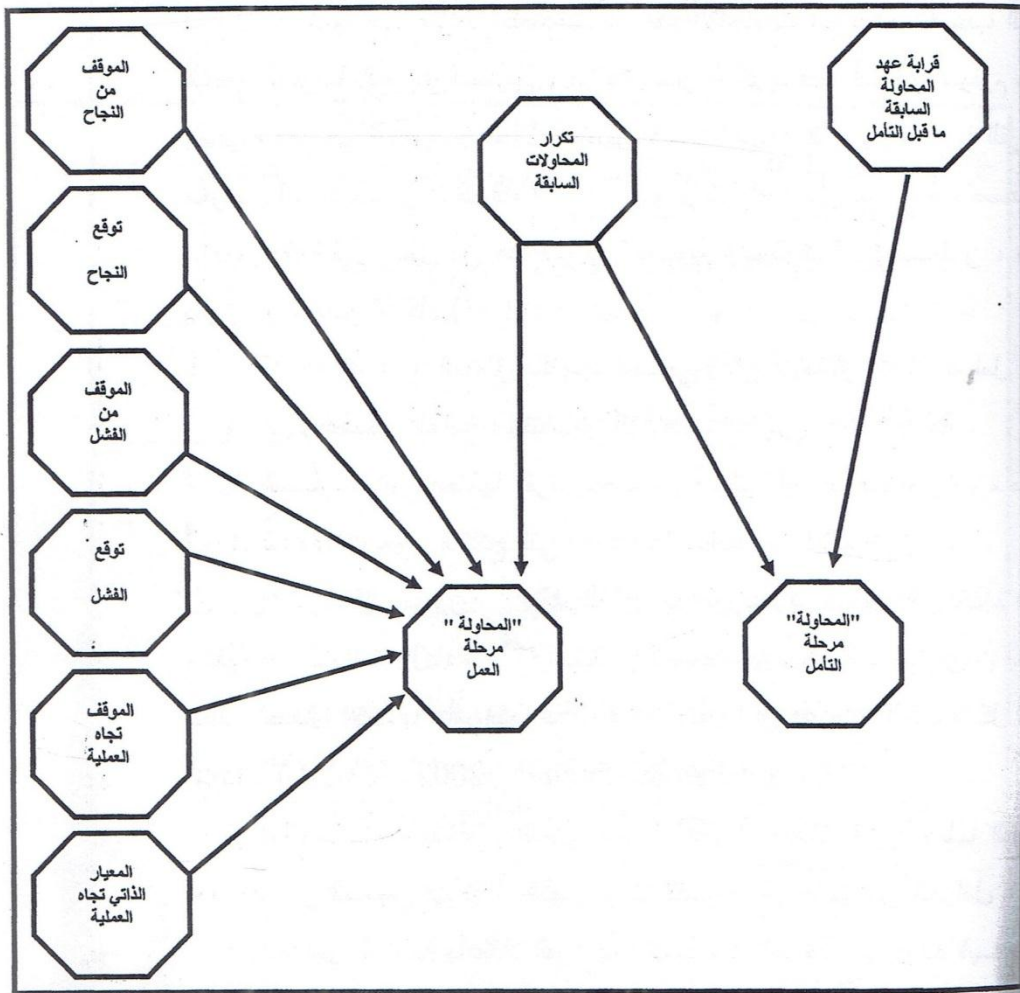 الموقف
من
النجاح
توقع
النجاح
الموقف
من
الفشل
توقع
الفشل
الموقف
تجاه
العملية
المعيار
الذاتي تجاه
العملية
تكرار
المحاولات
السابقة
قرابة عهد
المحاولة
السابقة
ما قبل التأمل
"المحاولة "
مرحلة
العمل
"المحاولة"
مرحلة
التأمل